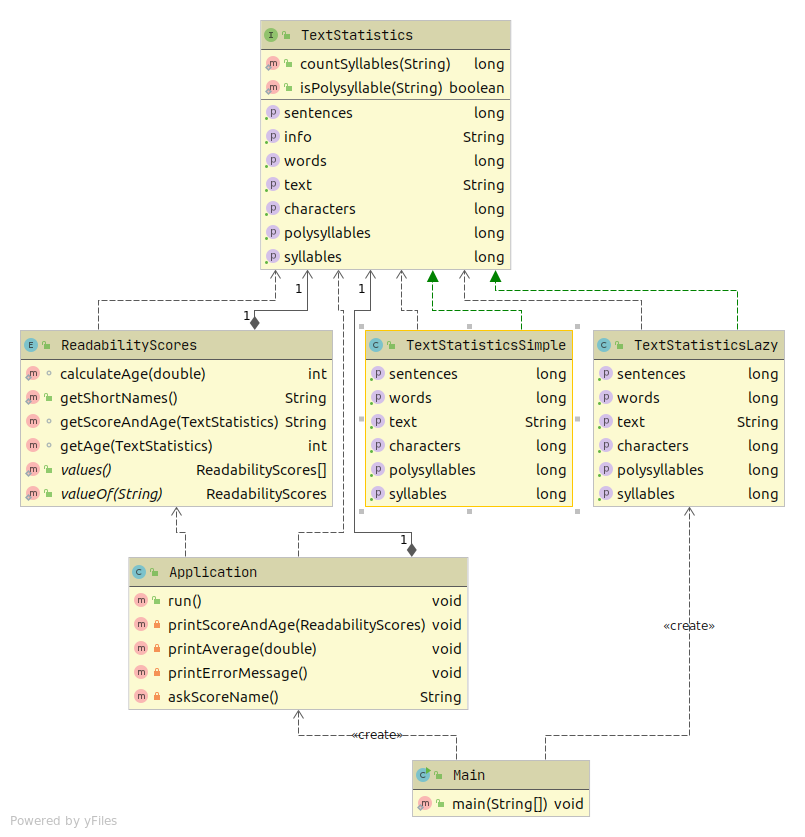 TextStatistics
countSyllables(String) long
isPolysyllable(String) boolean
sentences long
info String
words long
text String
characters long
polysyllables long
syllables long
1 1
1
ReadabilityScores
calculateAge(double) int
getShortNames() String
getScoreAndAge(TextStatistics) String
getAge(TextStatistics) int
values() ReadabilityScores[]
valueOf(String) ReadabilityScores
TextStatisticsSimple
sentences long
words long
text String
characters long
polysyllables long
syllables long
TextStatisticsLazy
sentences long
words long
text String
characters long
polysyllables long
syllables long
1
Application
run() void
printScoreAndAge(ReadabilityScores) void
printAverage(double) void
printErrorMessage() void
askScoreName() String
«create»
«create»
Main
main(String[]) void
Powered by yFiles